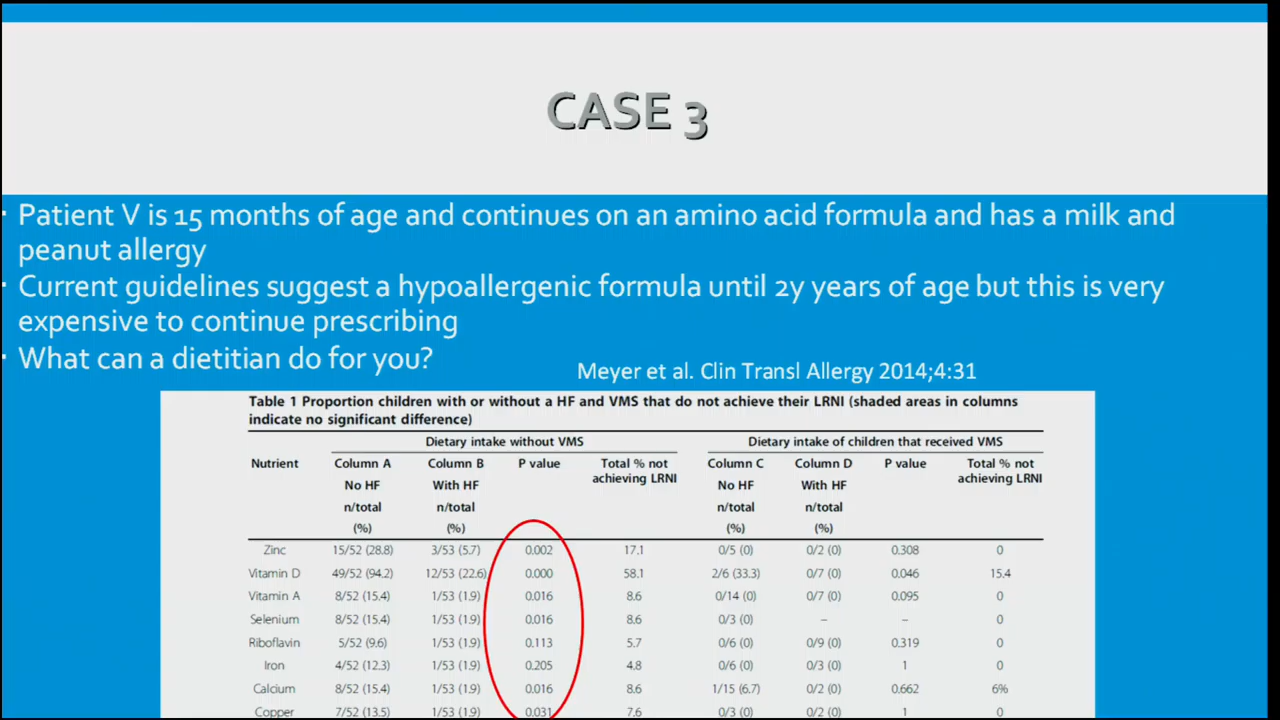 CASE 3
· Patient V is 15 months of age and continues on an amino acid formula and has a milk and
peanut allergy
· Current guidelines suggest a hypoallergenic formula until 2y years of age but this is very
expensive to continue prescribing
· What can a dietitian do for you?
Meyer et al. Clin Transl Allergy 2014;4:31
Table 1 Proportion children with or without a HF and VMS that do not achieve their LRNI (shaded areas in columns
indicate no significant difference)
Dietary intake without VMS Dietary intake of children that received VMS
Nutrient Column A Column B P value Total % not Column C Column D P value Total % not
achieving LRNI achieving LRNI
No HF With HF No HF With HF
n/total n/total n/total n/total
(%) (%) (%) (%)
Zinc 15/52 (28.8) 3/53 (5.7) 0.002 17.1 0/5 (0) 0/2 (0) 0.308 0
Vitamin D 49/52 (94.2) 12/53 (22.6) 0.000 58.1 2/6 (33.3) 0/7 (0) 0.046 15.4
Vitamin A 8/52 (15.4) 1/53 (1.9) 0.016 8.6 0/14 (0) 0/7 (0) 0.095 0
Selenium 8/52 (15.4) 1/53 (1.9) 0.016 8.6 0/3 (0) – – 0
Riboflavin 5/52 (9.6) 1/53 (1.9) 0.113 5.7 0/6 (0) 0/9 (0) 0.319 0
Iron 4/52 (12.3) 1/53 (1.9) 0.205 4.8 0/6 (0) 0/3 (0) 1 0
Calcium 8/52 (15.4) 1/53 (1.9) 0.016 8.6 1/15 (6.7) 0/2 (0) 0.662 6%
Copper 7/52 (13.5) 1/53 (1.9) 0.031 7.6 0/3 (0) 0/2 (0) 1 0